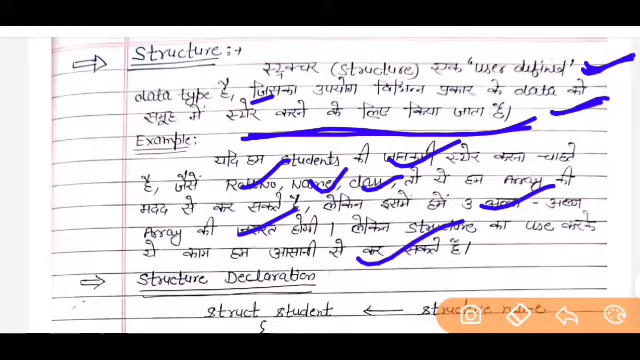 ⇒ Structure:→
स्ट्रक्चर (Structure) एक "user defined"
data type है, जिसका उपयोग विभिन्न प्रकार के data को
समूह में स्टोर करने के लिए किया जाता है।
Example:
यदि हम students की जानकारी स्टोर करना चाहते
है, जैसें Rollno, Name, class, तो ये हम Array की
मदद से कर सकते है, लेकिन इसमें हमें 3 अलग - अलग
Array की जरूरत होगी। लेकिन structure का use करके
ये काम हम आसानी से कर सकते हैं।
⇒ Structure Declaration
struct student ← structure name
{